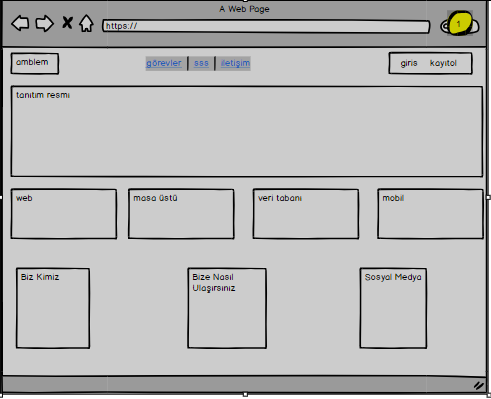 A Web Page
https://
1
amblem
görevler sss iletişim
giris kayıtol
tanıtım resmi
web
masa üstü
veri tabanı
mobil
Biz Kimiz
Bize Nasıl
Ulaşırsınız
Sosyal Medya